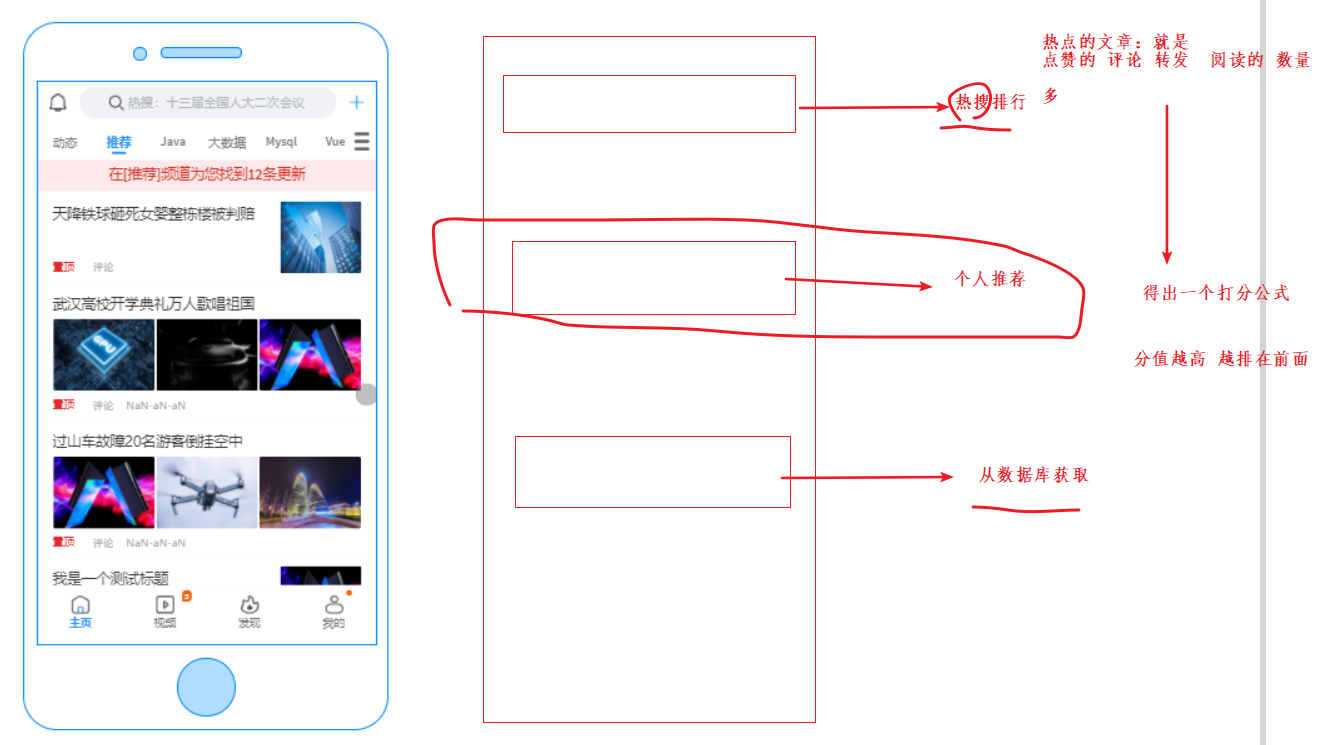 热搜：十三届全国人大二次会议
动态 推荐 Java 大数据 Mysql Vue
在[推荐]频道为您找到12条更新
天降铁球砸死女婴整栋楼被判赔
置顶 评论
武汉高校开学典礼万人歌唱祖国
GPU
置顶 评论 NaN-aN-aN
过山车故障20名游客倒挂空中
置顶 评论 NaN-aN-aN
我是一个测试标题
主页 视频 发现 我的
热搜排行
个人推荐
从数据库获取
热点的文章：就是
点赞的 评论 转发 阅读的 数量
多
得出一个打分公式
分值越高 越排在前面